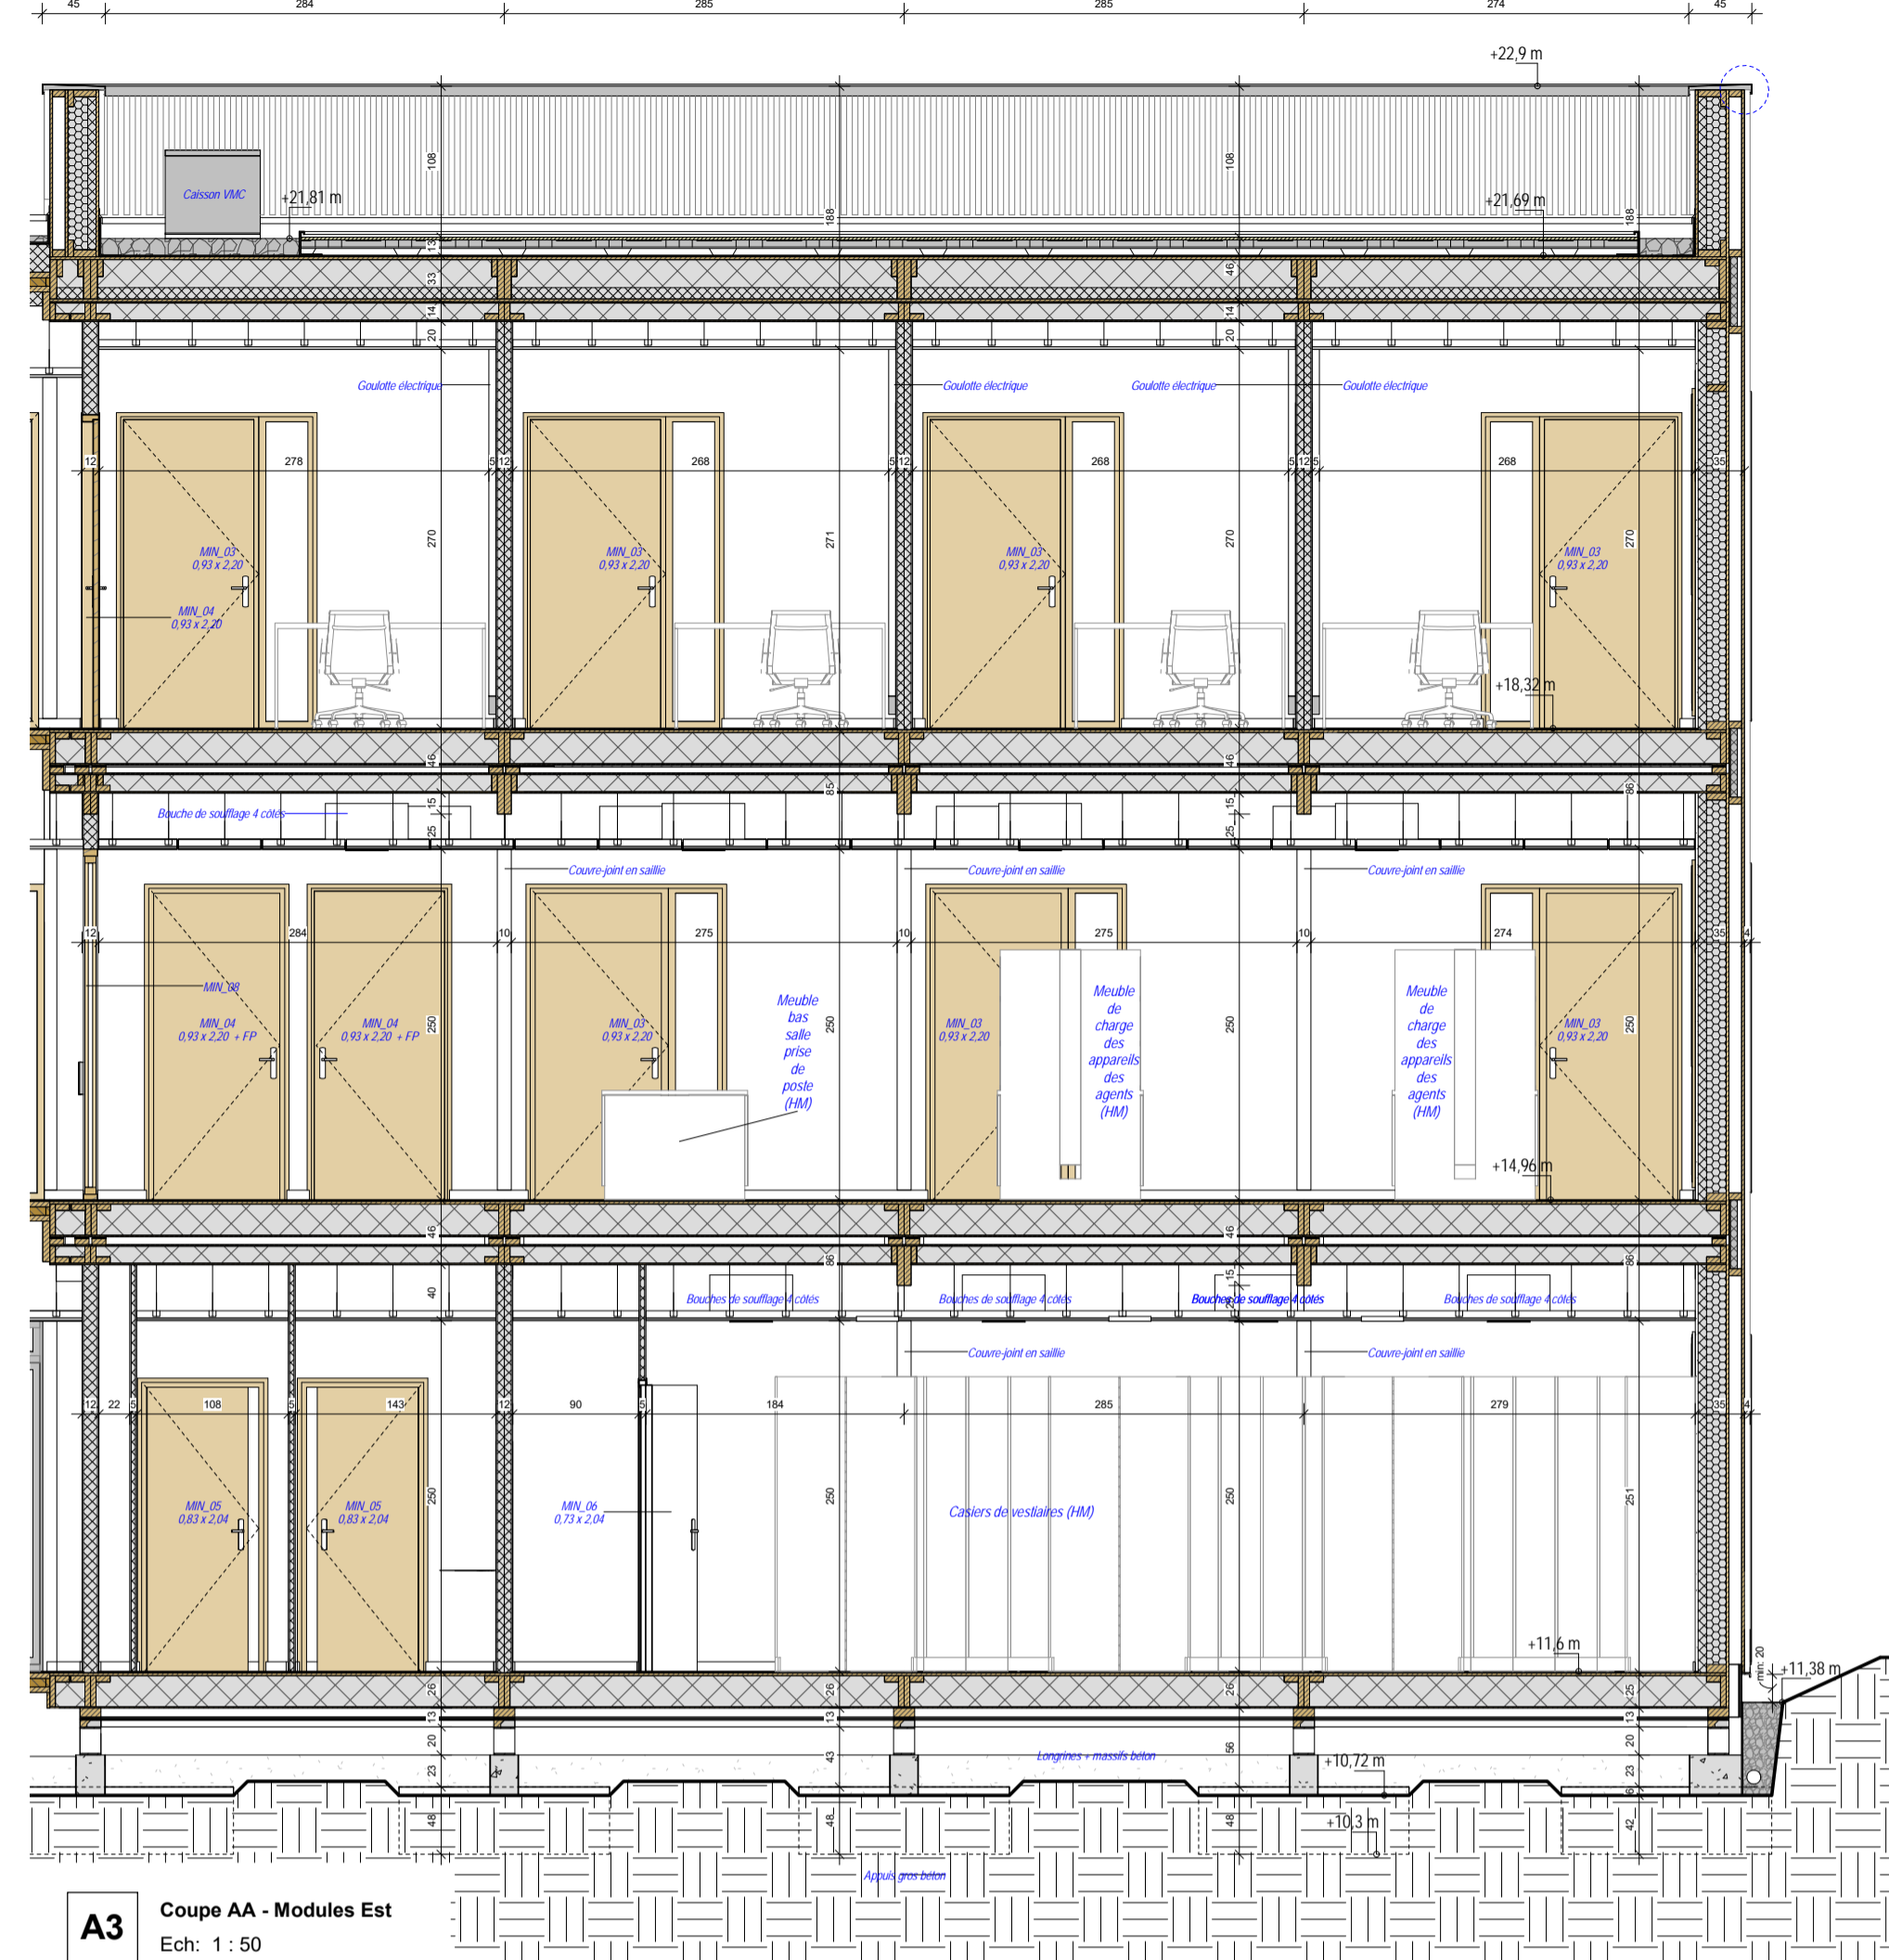 45 284 285 285 274 45
+22,9 m
108 108
Caisson VMC
+21,81 m
+21,69 m
188 188
13
33 46
14 14
20 20
Goulotte électrique
Goulotte électrique
Goulotte électrique
Goulotte électrique
12 278 5 12 268 5 12 268 5 12 5 268 35
270 271 270 270
MIN_03
0,93 x 2,20
MIN_03
0,93 x 2,20
MIN_03
0,93 x 2,20
MIN_03
0,93 x 2,20
MIN_04
0,93 x 2,20
+18,32 m
46 46
85 86
15 15
Bouche de soufflage 4 côtés
25 25
Couvre-joint en saillie
Couvre-joint en saillie
Couvre-joint en saillie
12 284 10 275 10 275 10 274 35 4
MIN_08
MIN_04
0,93 x 2,20 + FP
MIN_04
0,93 x 2,20 + FP
250
MIN_03
0,93 x 2,20
Meuble
bas
salle
prise
de
poste
(HM)
250
MIN_03
0,93 x 2,20
Meuble
de
charge
des
appareils
des
agents
(HM)
250
Meuble
de
charge
des
appareils
des
agents
(HM)
MIN_03
0,93 x 2,20
250
+14,96 m
46 46
86 86
15
40
Bouches de soufflage 4 côtés
Bouches de soufflage 4 côtés
Bouches de soufflage 4 côtés
Bouches de soufflage 4 côtés
Couvre-joint en saillie
Couvre-joint en saillie
12 22 5 108 5 143 12 90 5 184 285 279 35 4
MIN_05
0,83 x 2,04
MIN_05
0,83 x 2,04
250
MIN_06
0,73 x 2,04
250
Casiers de vestiaires (HM)
250 251
+11,6 m
(min: 20
+11,38 m
26 26 26 25
13 13 13
20 43 56 20
Longrines + massifs béton
+10,72 m
23 23
6
48 48 48 42
+10,3 m
Appuis gros béton
A3
Coupe AA - Modules Est
Ech: 1 : 50